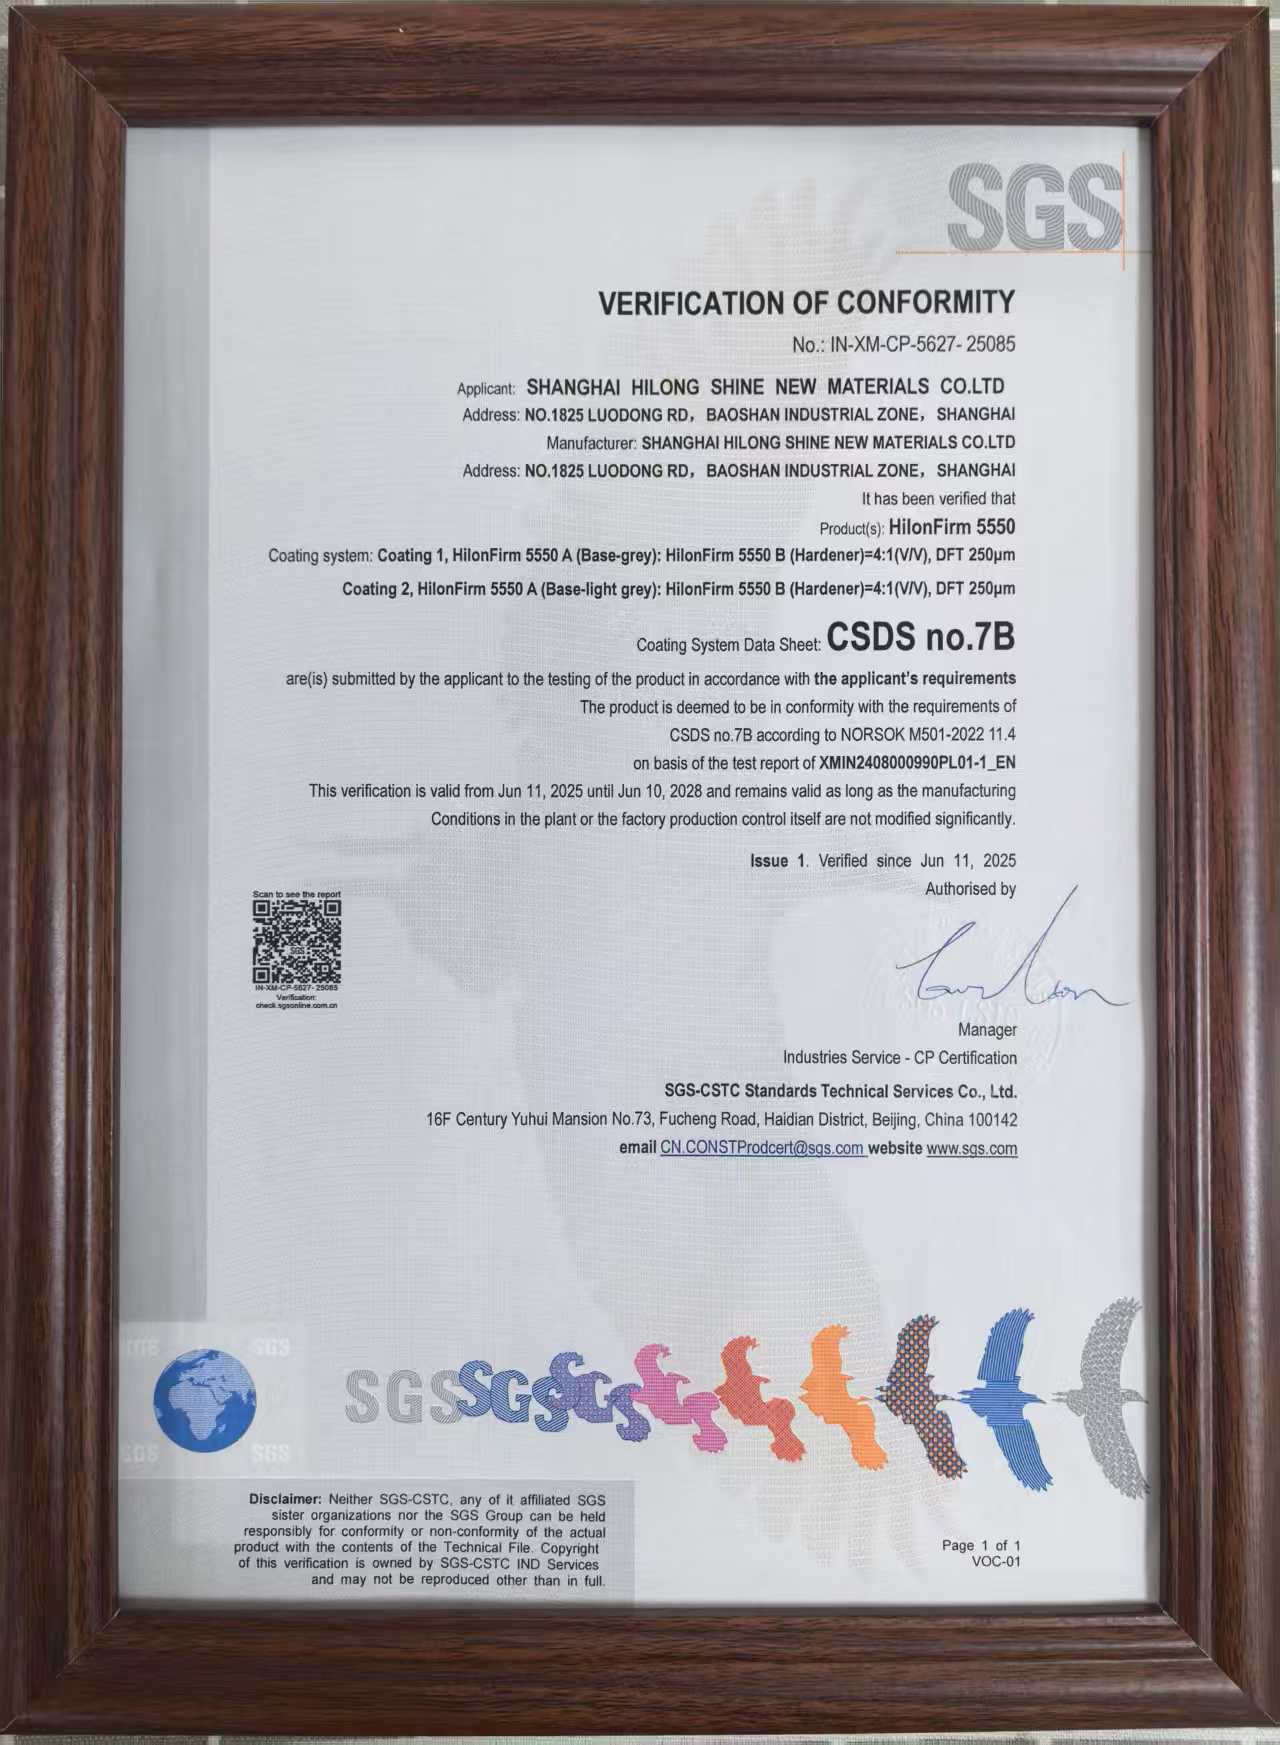 SGS
VERIFICATION OF CONFORMITY
No.: IN-XM-CP-5627- 25085
Applicant: SHANGHAI HILONG SHINE NEW MATERIALS CO.LTD
Address: NO.1825 LUODONG RD，BAOSHAN INDUSTRIAL ZONE，SHANGHAI
Manufacturer: SHANGHAI HILONG SHINE NEW MATERIALS CO.LTD
Address: NO.1825 LUODONG RD，BAOSHAN INDUSTRIAL ZONE，SHANGHAI
It has been verified that
Product(s): HilonFirm 5550
Coating system: Coating 1, HilonFirm 5550 A (Base-grey): HilonFirm 5550 B (Hardener)=4:1(V/V), DFT 250μm
Coating 2, HilonFirm 5550 A (Base-light grey): HilonFirm 5550 B (Hardener)=4:1(V/V), DFT 250μm
Coating System Data Sheet: CSDS no.7B
are(is) submitted by the applicant to the testing of the product in accordance with the applicant's requirements
The product is deemed to be in conformity with the requirements of
CSDS no.7B according to NORSOK M501-2022 11.4
on basis of the test report of XMIN2408000990PL01-1_EN
This verification is valid from Jun 11, 2025 until Jun 10, 2028 and remains valid as long as the manufacturing
Conditions in the plant or the factory production control itself are not modified significantly.
Issue 1. Verified since Jun 11, 2025
Authorised by
Scan to see the report
SGS
IN-XM-CP-5627- 25085
Verification:
check.sgsonline.com.cn
Manager
Industries Service - CP Certification
SGS-CSTC Standards Technical Services Co., Ltd.
16F Century Yuhui Mansion No.73, Fucheng Road, Haidian District, Beijing, China 100142
email CN.CONSTProdcert@sgs.com website www.sgs.com
SGS SGS
SGS SGS SGS
SGS SGS
Disclaimer: Neither SGS-CSTC, any of it affiliated SGS
sister organizations nor the SGS Group can be held
responsibly for conformity or non-conformity of the actual
product with the contents of the Technical File. Copyright
of this verification is owned by SGS-CSTC IND Services
and may not be reproduced other than in full.
Page 1 of 1
VOC-01